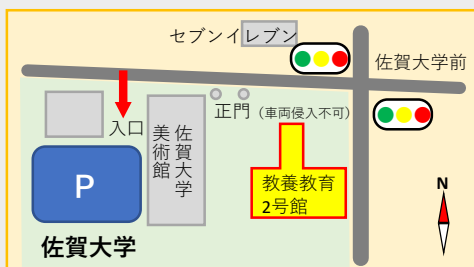 セブンイレブン
佐賀大学前
正門（車両侵入不可）
入口
佐賀大学
美術館
教養教育
2号館
P
佐賀大学
N